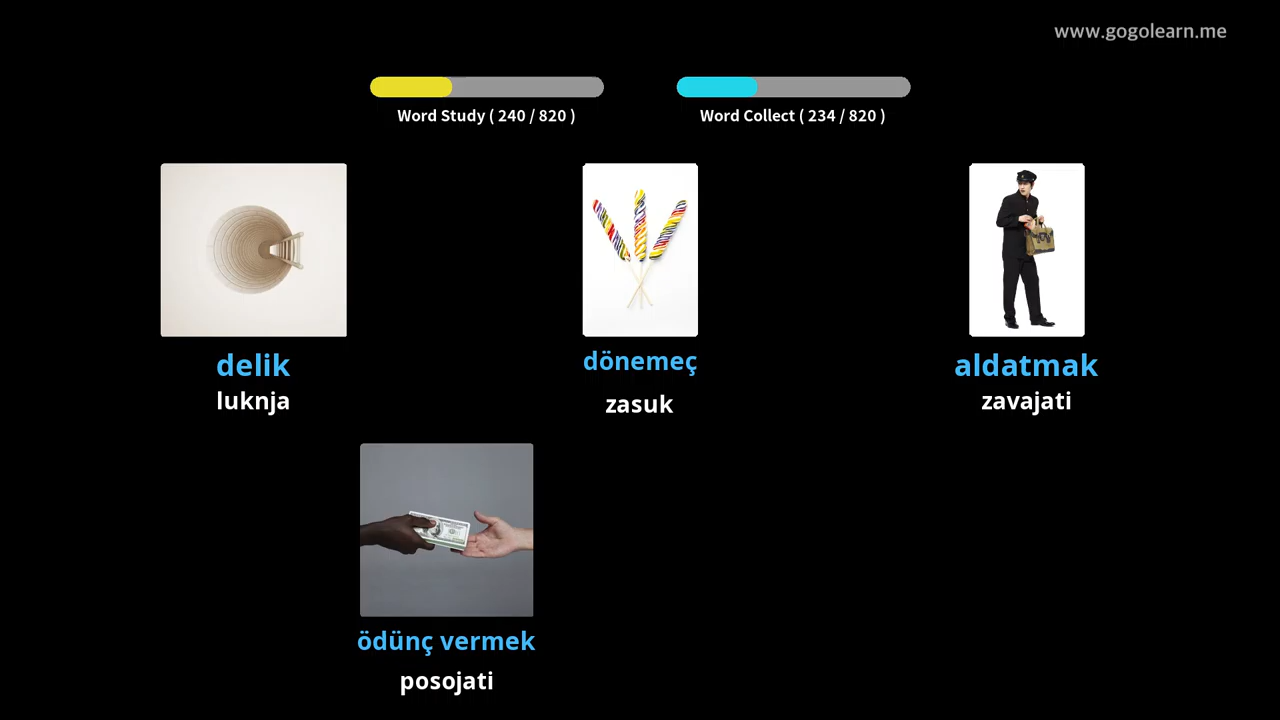 www.gogolearn.me
Word Study ( 240 / 820 )
Word Collect ( 234 / 820 )
delik
luknja
dönemeç
zasuk
aldatmak
zavajati
ödünç vermek
posojati